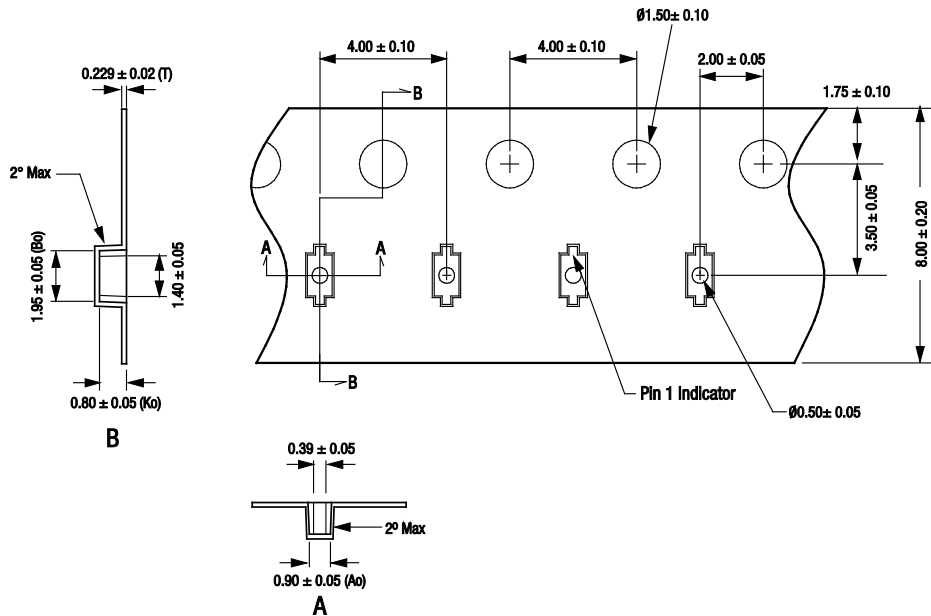 Ø1.50± 0.10
4.00 ± 0.10
4.00 ± 0.10
2.00 ± 0.05
0.229 ± 0.02 (T)
B
1.75 ± 0.10
2° Max
3.50 ± 0.05
8.00 ± 0.20
A
A
1.95 ± 0.05 (Bo)
1.40 ± 0.05
B
Pin 1 Indicator
0.80 ± 0.05 (Ko)
Ø0.50± 0.05
B
0.39 ± 0.05
2º Max
0.90 ± 0.05 (Ao)
A